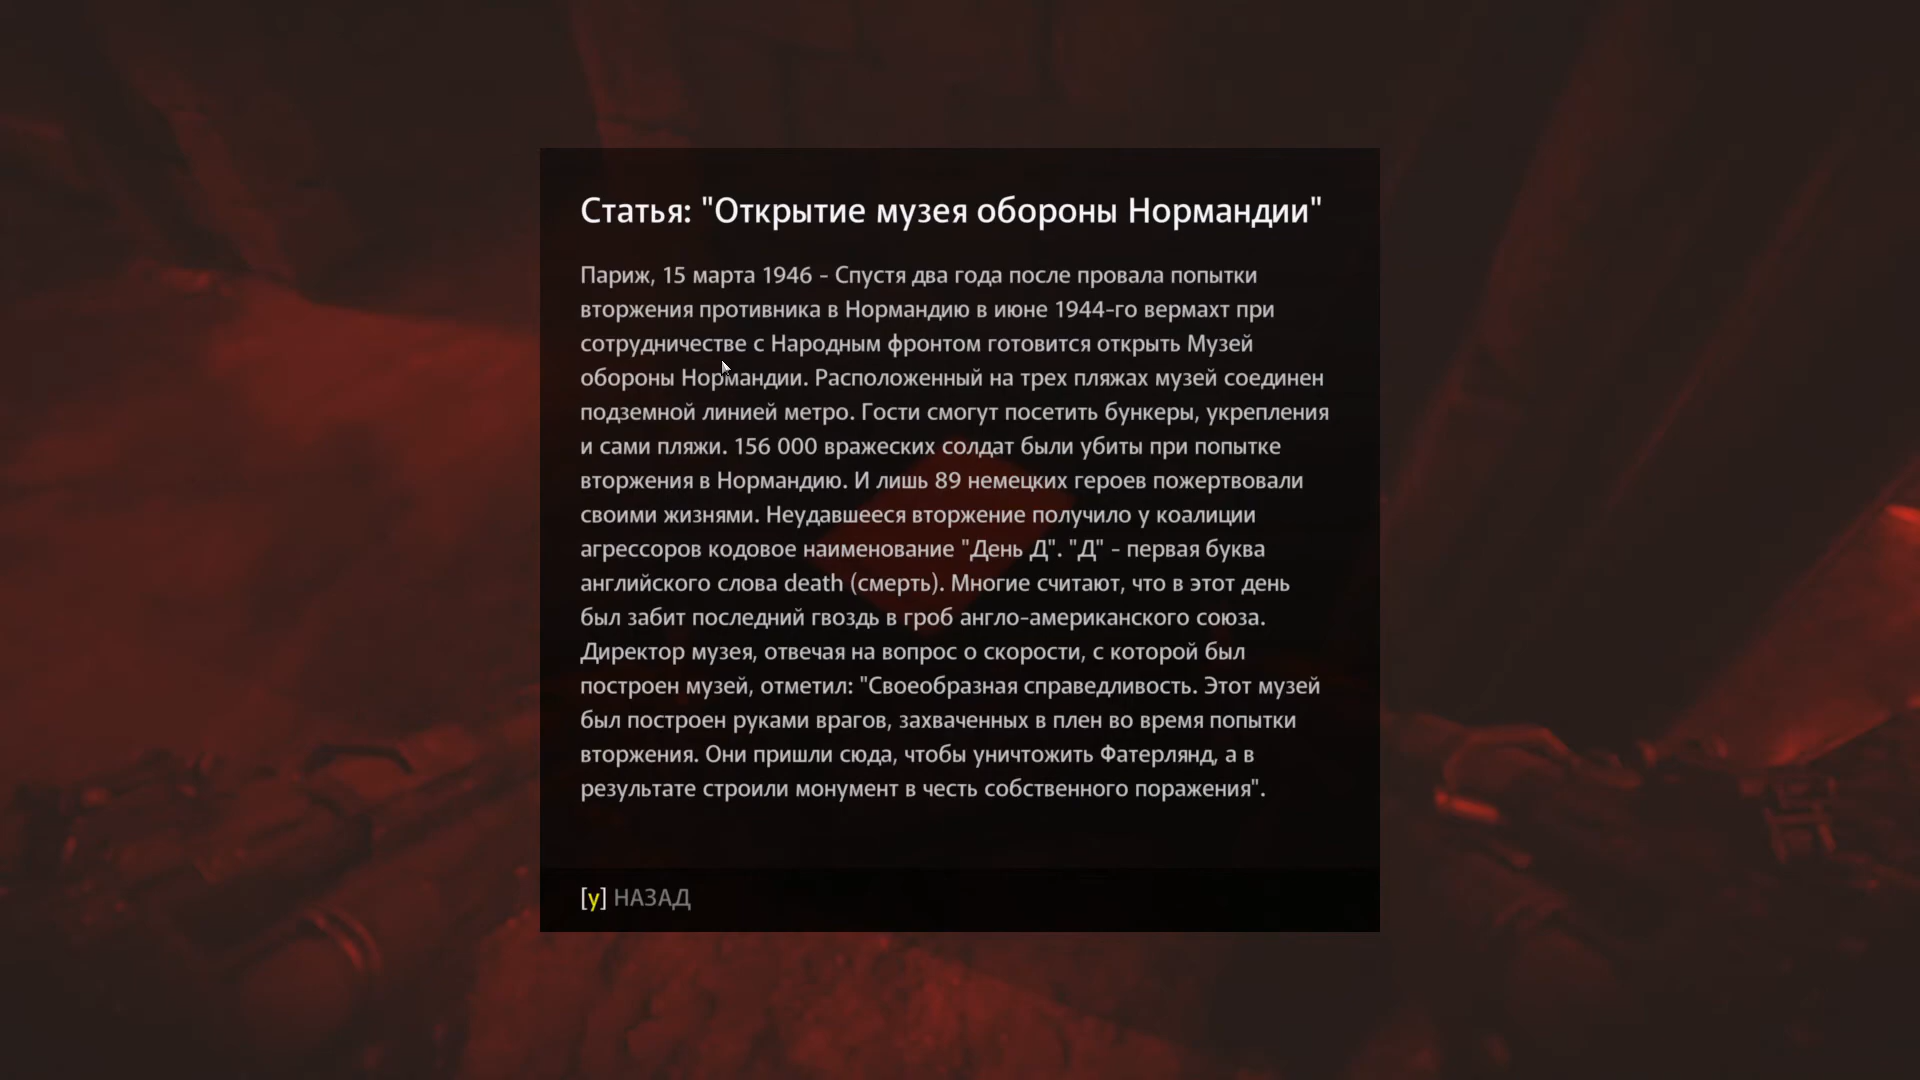 Статья: "Открытие музея обороны Нормандии"
Париж, 15 марта 1946 - Спустя два года после провала попытки
вторжения противника в Нормандию в июне 1944-го вермахт при
сотрудничестве с Народным фронтом готовится открыть Музей
обороны Нормандии. Расположенный на трех пляжах музей соединен
подземной линией метро. Гости смогут посетить бункеры, укрепления
и сами пляжи. 156 000 вражеских солдат были убиты при попытке
вторжения в Нормандию. И лишь 89 немецких героев пожертвовали
своими жизнями. Неудавшееся вторжение получило у коалиции
агрессоров кодовое наименование "День Д". "Д" - первая буква
английского слова death (смерть). Многие считают, что в этот день
был забит последний гвоздь в гроб англо-американского союза.
Директор музея, отвечая на вопрос о скорости, с которой был
построен музей, отметил: "Своеобразная справедливость. Этот музей
был построен руками врагов, захваченных в плен во время попытки
вторжения. Они пришли сюда, чтобы уничтожить Фатерлянд, а в
результате строили монумент в честь собственного поражения".
[y] НАЗАД